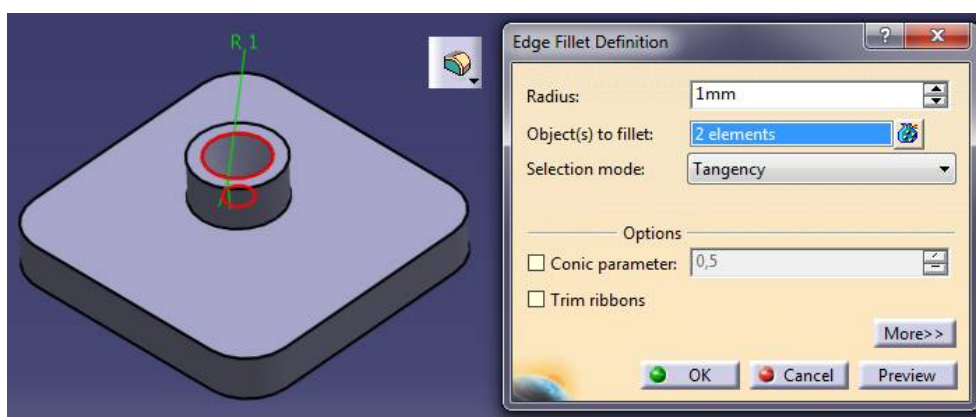 R 1
Edge Fillet Definition
?
X
Radius:
1mm
Object(s) to fillet:
2 elements
Selection mode:
Tangency
Options
Conic parameter:
0,5
Trim ribbons
More>>
OK
Cancel
Preview